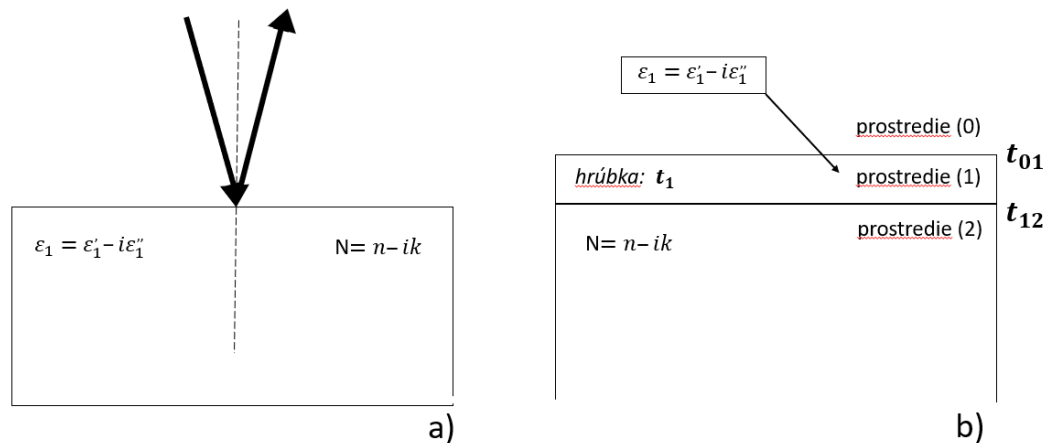 ε₁ = ε₁′ – iε₁″
N= n– ik
a)
ε₁ = ε₁′ – iε₁″
prostredie (0)
t₀₁
hrúbka: t₁
prostredie (1)
t₁₂
prostredie (2)
N= n– ik
b)